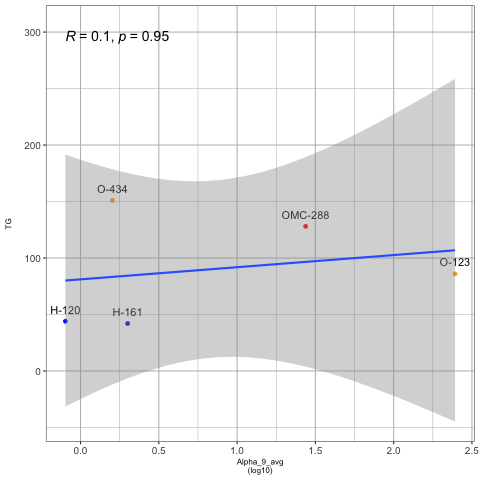 R = 0.1, p = 0.95
300
200
100
0
TG
O-434
OMC-288
O-123
H-120
H-161
0.0 0.5 1.0 1.5 2.0 2.5
Alpha_9_avg
(log10)